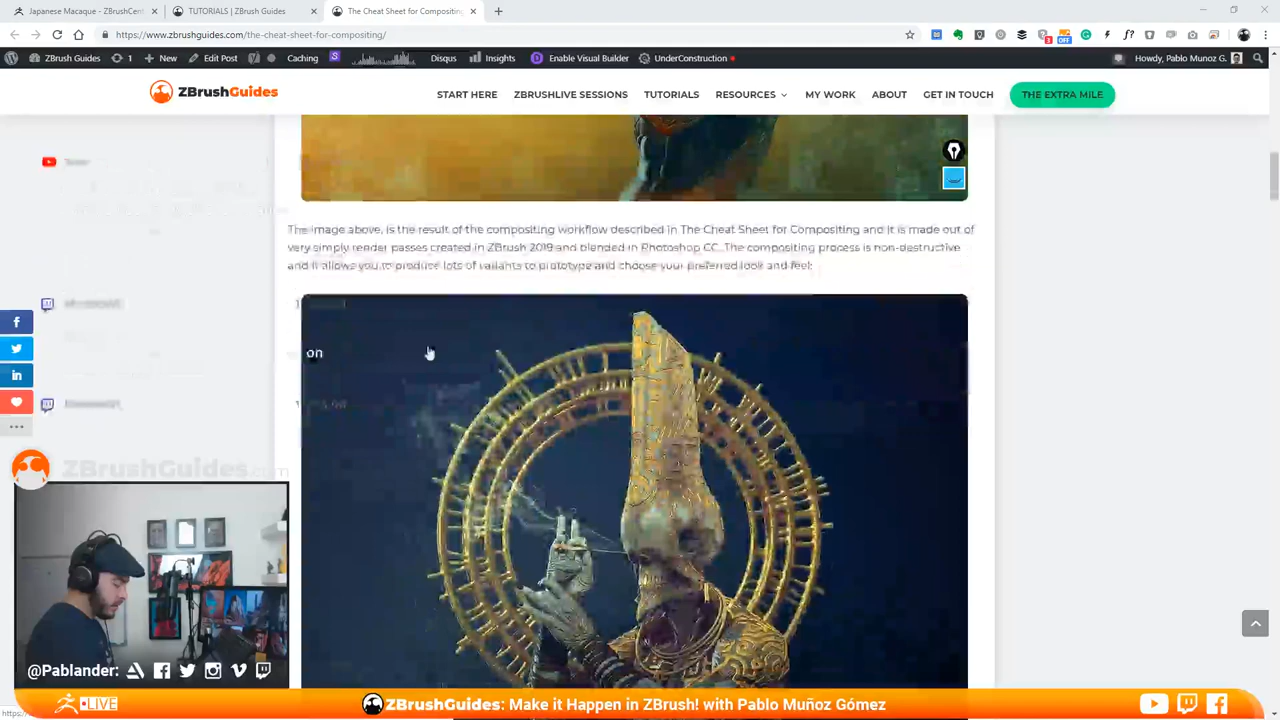 Japanese Macaque - ZBrushCent
TUTORIALS | ZBrush Guides
The Cheat Sheet for Compositing
https://www.zbrushguides.com/the-cheat-sheet-for-compositing/
ZBrush Guides
1
New
Edit Post
Caching
Disqus
Insights
Enable Visual Builder
UnderConstruction
Howdy, Pablo Munoz G.
ZBrushGuides
START HERE
ZBRUSHLIVE SESSIONS
TUTORIALS
RESOURCES
MY WORK
ABOUT
GET IN TOUCH
THE EXTRA MILE
The image above, is the result of the compositing workflow described in The Cheat Sheet for Compositing and it is made out of
very simply render passes created in ZBrush 2019 and blended in Photoshop CC. The compositing process is non-destructive
and it allows you to produce lots of variants to prototype and choose your preferred look and feel:
on
ZBrushGuides.com
@Pablander:
LIVE
ZBrushGuides: Make it Happen in ZBrush! with Pablo Muñoz Gómez